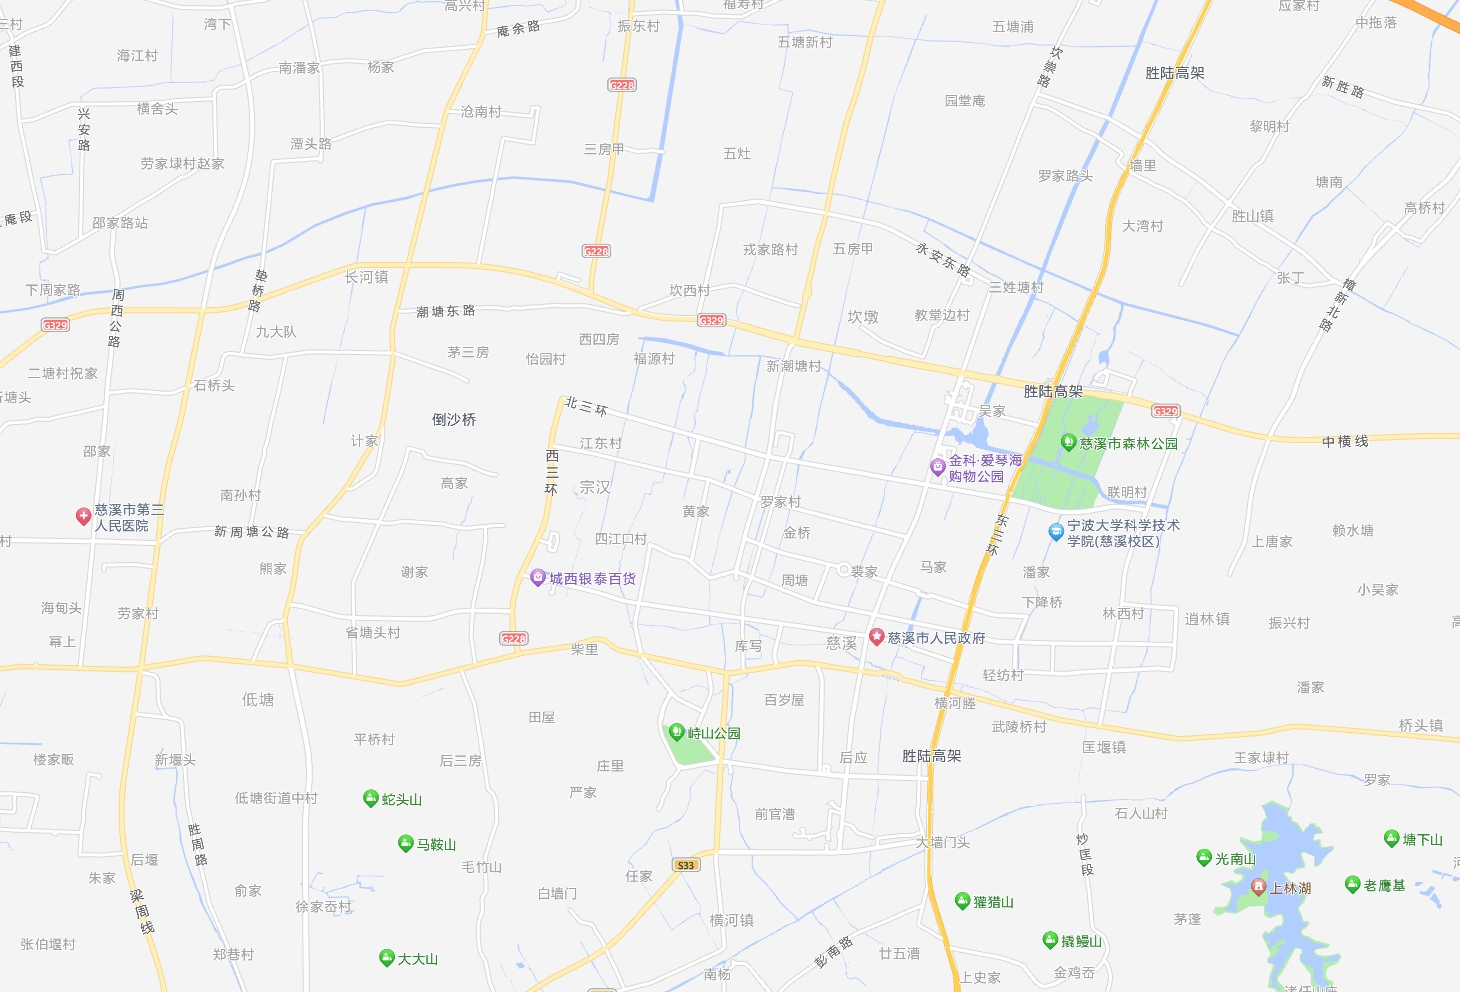 三村
湾下
高兴村
庵余路
振东村
福寿村
五塘新村
五塘浦
应家村
中拖落
建西段
海江村
南潘家
杨家
G228
坎崇路
胜陆高架
新胜路
横舍头
兴安路
沧南村
园堂庵
黎明村
潭头路
三房甲
五灶
劳家埭村赵家
墙里
罗家路头
塘南
庵段
邵家路站
胜山镇
高桥村
大湾村
G228
戎家路村
五房甲
永安东路
长河镇
垫桥路
张丁
下周家路
周西公路
坎西村
三姓塘村
樟新北路
G329
潮塘东路
G329
坎墩
教堂边村
九大队
西四房
茅三房
怡园村
福源村
新潮塘村
二塘村祝家
石桥头
塘头
胜陆高架
倒沙桥
北三环
吴家
G329
计家
江东村
慈溪市森林公园
中横线
邵家
西三环
金科·爱琴海
购物公园
高家
宗汉
南孙村
罗家村
联明村
黄家
慈溪市第三
人民医院
新周塘公路
东三环
宁波大学科学技术
学院(慈溪校区)
赖水塘
村
四江口村
金桥
上唐家
熊家
谢家
城西银泰百货
周塘
裘家
马家
潘家
小吴家
海甸头
劳家村
下降桥
林西村
逍林镇
振兴村
幂上
省塘头村
G228
柴里
库写
慈溪
慈溪市人民政府
轻纺村
潘家
低塘
百岁屋
横河塍
田屋
武陵桥村
桥头镇
峙山公园
平桥村
匡堰镇
楼家畈
新堰头
后三房
庄里
后应
胜陆高架
王家埭村
罗家
低塘街道中村
蛇头山
严家
前官漕
石人山村
胜周路
马鞍山
大墙门头
炒匡段
塘下山
后堰
毛竹山
S33
光南山
朱家
俞家
任家
上林湖
老鹰基
梁周线
徐家岙村
白墙门
獾猎山
横河镇
茅蓬
张伯堰村
郑巷村
大大山
彭南路
廿五漕
撬鳗山
南杨
上史家
金鸡岙